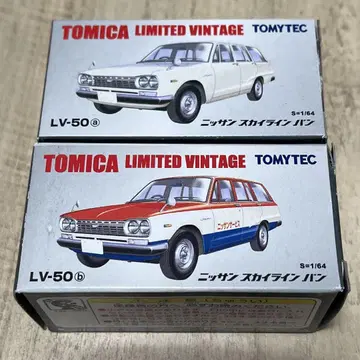 TOMICA LIMITED VINTAGE TOMYTEC
S=1/64
LV-50 a ニッサン スカイライン バン
TOMICA LIMITED VINTAGE TOMYTEC
ニッサンサービス
S=1/64
LV-50 b ニッサン スカイライン バン